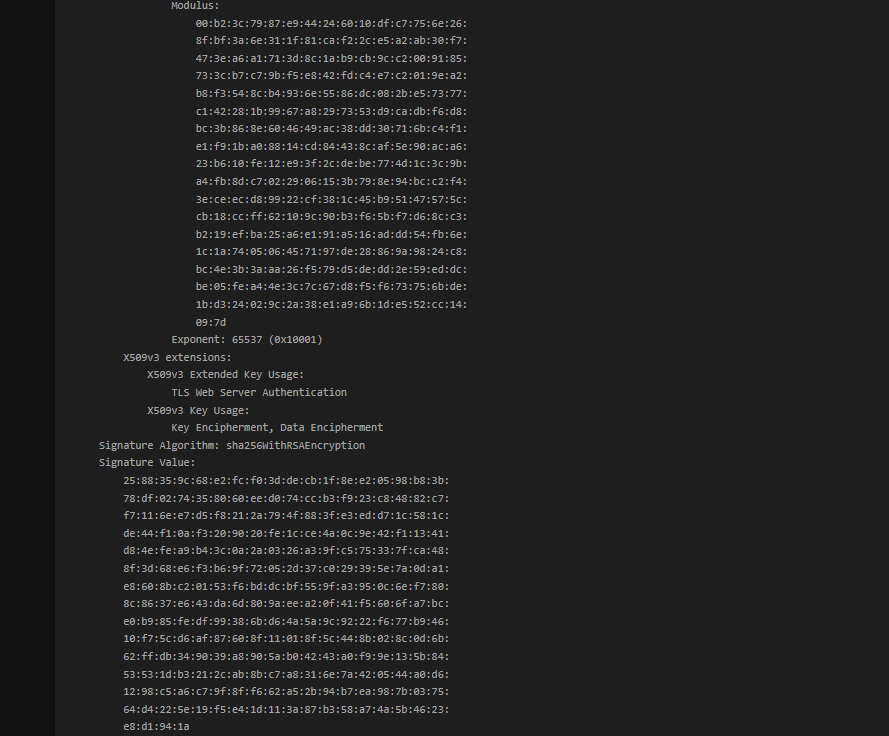 Modulus:
00:b2:3c:79:87:e9:44:24:60:10:df:c7:75:6e:26:
8f:bf:3a:6e:31:1f:81:ca:f2:2c:e5:a2:ab:30:f7:
47:3e:a6:a1:71:3d:8c:1a:b9:cb:9c:c2:00:91:85:
73:3c:b7:c7:9b:f5:e8:42:fd:c4:e7:c2:01:9e:a2:
b8:f3:54:8c:b4:93:6e:55:86:dc:08:2b:e5:73:77:
c1:42:28:1b:99:67:a8:29:73:53:d9:ca:db:f6:d8:
bc:3b:86:8e:60:46:49:ac:38:dd:30:71:6b:c4:f1:
e1:f9:1b:a0:88:14:cd:84:43:8c:af:5e:90:ac:a6:
23:b6:10:fe:12:e9:3f:2c:de:be:77:4d:1c:3c:9b:
a4:fb:8d:c7:02:29:06:15:3b:79:8e:94:bc:c2:f4:
3e:ce:ec:d8:99:22:cf:38:1c:45:b9:51:47:57:5c:
cb:18:cc:ff:62:10:9c:90:b3:f6:5b:f7:d6:8c:c3:
b2:19:ef:ba:25:a6:e1:91:a5:16:ad:dd:54:fb:6e:
1c:1a:74:05:06:45:71:97:de:28:86:9a:98:24:c8:
bc:4e:3b:3a:aa:26:f5:79:d5:de:dd:2e:59:ed:dc:
be:05:fe:a4:4e:3c:7c:67:d8:f5:f6:73:75:6b:de:
1b:d3:24:02:9c:2a:38:e1:a9:6b:1d:e5:52:cc:14:
09:7d
Exponent: 65537 (0x10001)
X509v3 extensions:
X509v3 Extended Key Usage:
TLS Web Server Authentication
X509v3 Key Usage:
Key Encipherment, Data Encipherment
Signature Algorithm: sha256WithRSAEncryption
Signature Value:
25:88:35:9c:68:e2:fc:f0:3d:de:cb:1f:8e:e2:05:98:b8:3b:
78:df:02:74:35:80:60:ee:d0:74:cc:b3:f9:23:c8:48:82:c7:
f7:11:6e:e7:d5:f8:21:2a:79:4f:88:3f:e3:ed:d7:1c:58:1c:
de:44:f1:0a:f3:20:90:20:fe:1c:ce:4a:0c:9e:42:f1:13:41:
d8:4e:fe:a9:b4:3c:0a:2a:03:26:a3:9f:c5:75:33:7f:ca:48:
8f:3d:68:e6:f3:b6:9f:72:05:2d:37:c0:29:39:5e:7a:0d:a1:
e8:60:8b:c2:01:53:f6:bd:dc:bf:55:9f:a3:95:0c:6e:f7:80:
8c:86:37:e6:43:da:6d:80:9a:ee:a2:0f:41:f5:60:6f:a7:bc:
e0:b9:85:fe:df:99:38:6b:d6:4a:5a:9c:92:22:f6:77:b9:46:
10:f7:5c:d6:af:87:60:8f:11:01:8f:5c:44:8b:02:8c:0d:6b:
62:ff:db:34:90:39:a8:90:5a:b0:42:43:a0:f9:9e:13:5b:84:
53:53:1d:b3:21:2c:ab:8b:c7:a8:31:6e:7a:42:05:44:a0:d6:
12:98:c5:a6:c7:9f:8f:f6:62:a5:2b:94:b7:ea:98:7b:03:75:
64:d4:22:5e:19:f5:e4:1d:11:3a:87:b3:58:a7:4a:5b:46:23:
e8:d1:94:1a